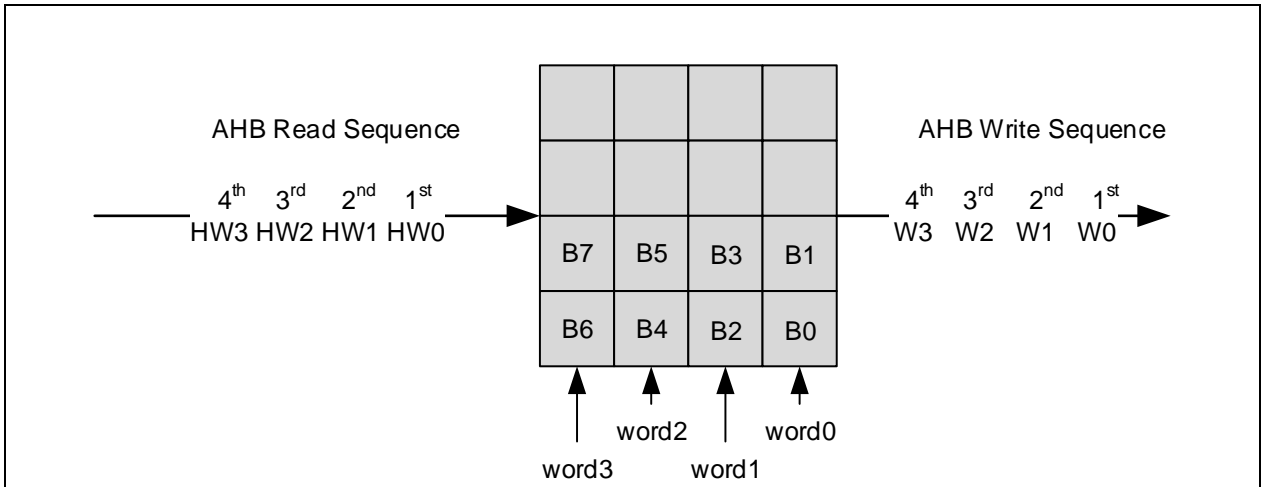 AHB Read Sequence
4th 3rd 2nd 1st
HW3 HW2 HW1 HW0
B7 B5 B3 B1
B6 B4 B2 B0
word2 word0
word3 word1
AHB Write Sequence
4th 3rd 2nd 1st
W3 W2 W1 W0